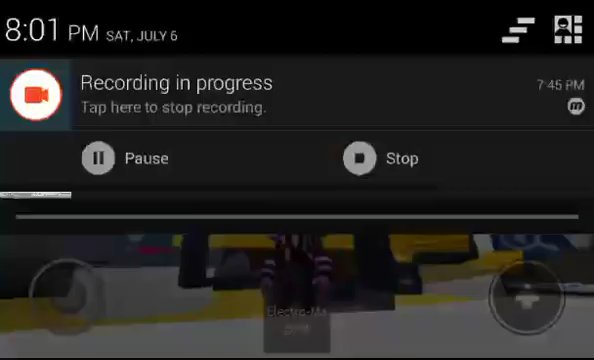 8:01 PM SAT, JULY 6
Recording in progress
7:45 PM
Tap here to stop recording.
Pause
Stop